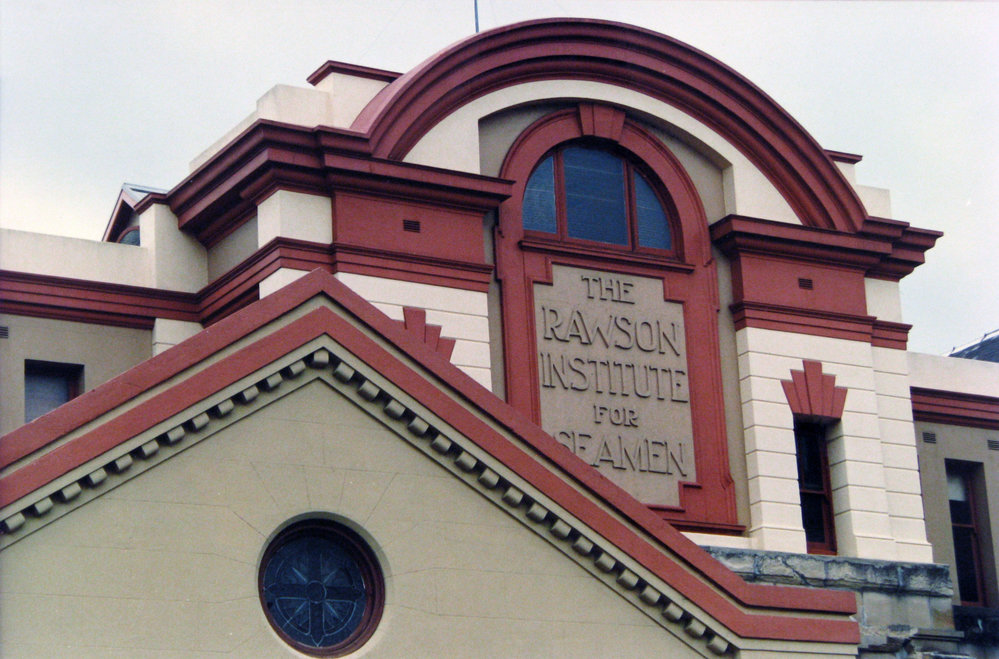 THE
RAWSON
INSTITUTE
FOR
SEAMEN